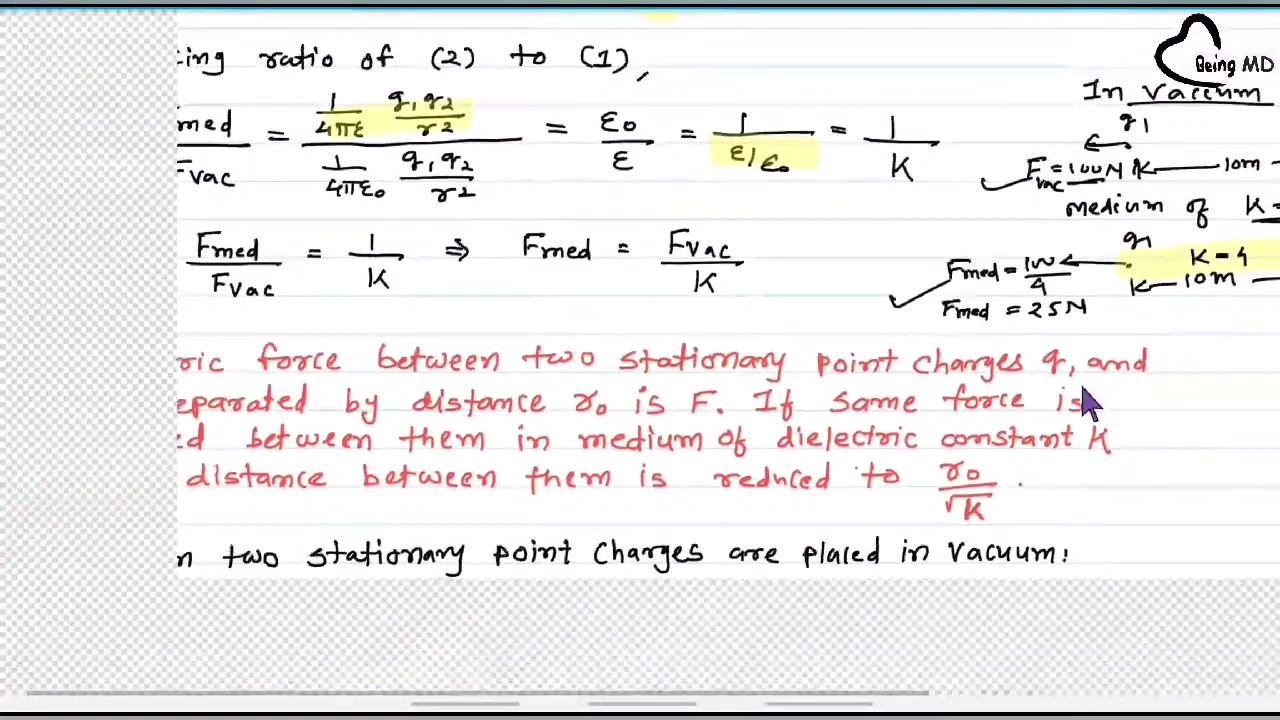 Being MD
ing ratio of (2) to (1),
med / Fvac = (1/4πε q1q2/r2) / (1/4πε0 q1q2/r2) = ε0/ε = 1/(ε/ε0) = 1/K
Fmed/Fvac = 1/K ⇒ Fmed = Fvac/K
In vaccum
q1
Fvac=100N 10m
medium of K=
q1 K=4
Fmed = 100/4 10m
Fmed = 25N
ric force between two stationary point charges q1 and
eparated by distance r0 is F. If same force is
ed between them in medium of dielectric constant K
distance between them is reduced to r0/√K .
n two stationary point charges are placed in vacuum: